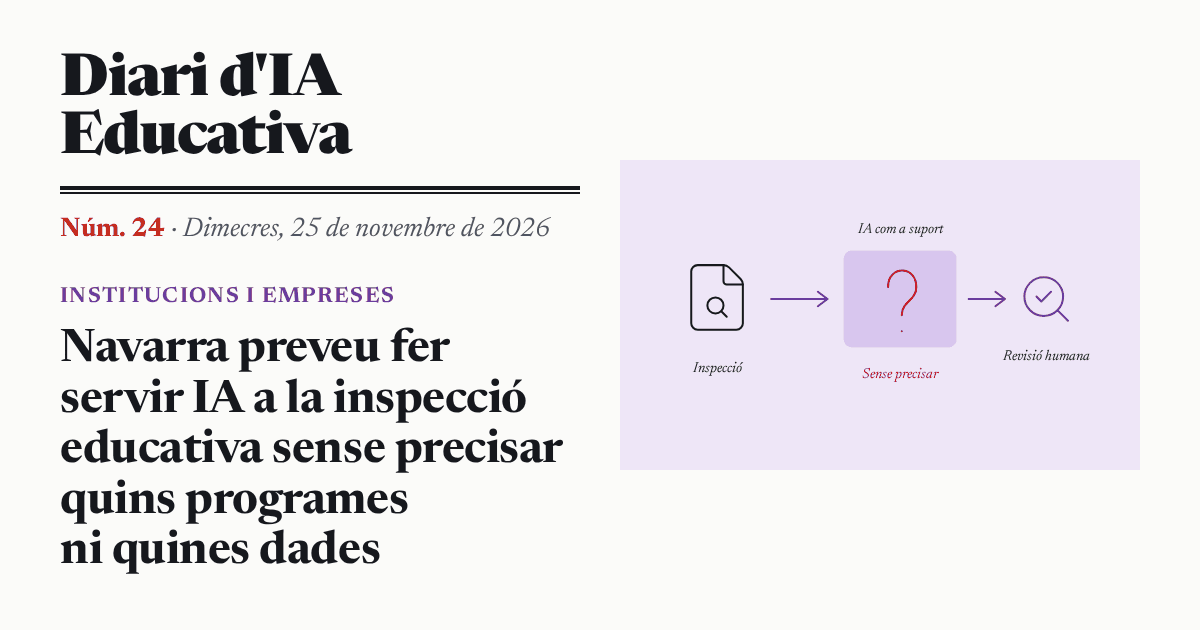 Diari d'IA
Educativa
Núm. 24 · Dimecres, 25 de novembre de 2026
INSTITUCIONS I EMPRESES
Navarra preveu fer
servir IA a la inspecció
educativa sense precisar
quins programes
ni quines dades
IA com a suport
?
Inspecció
Sense precisar
Revisió humana